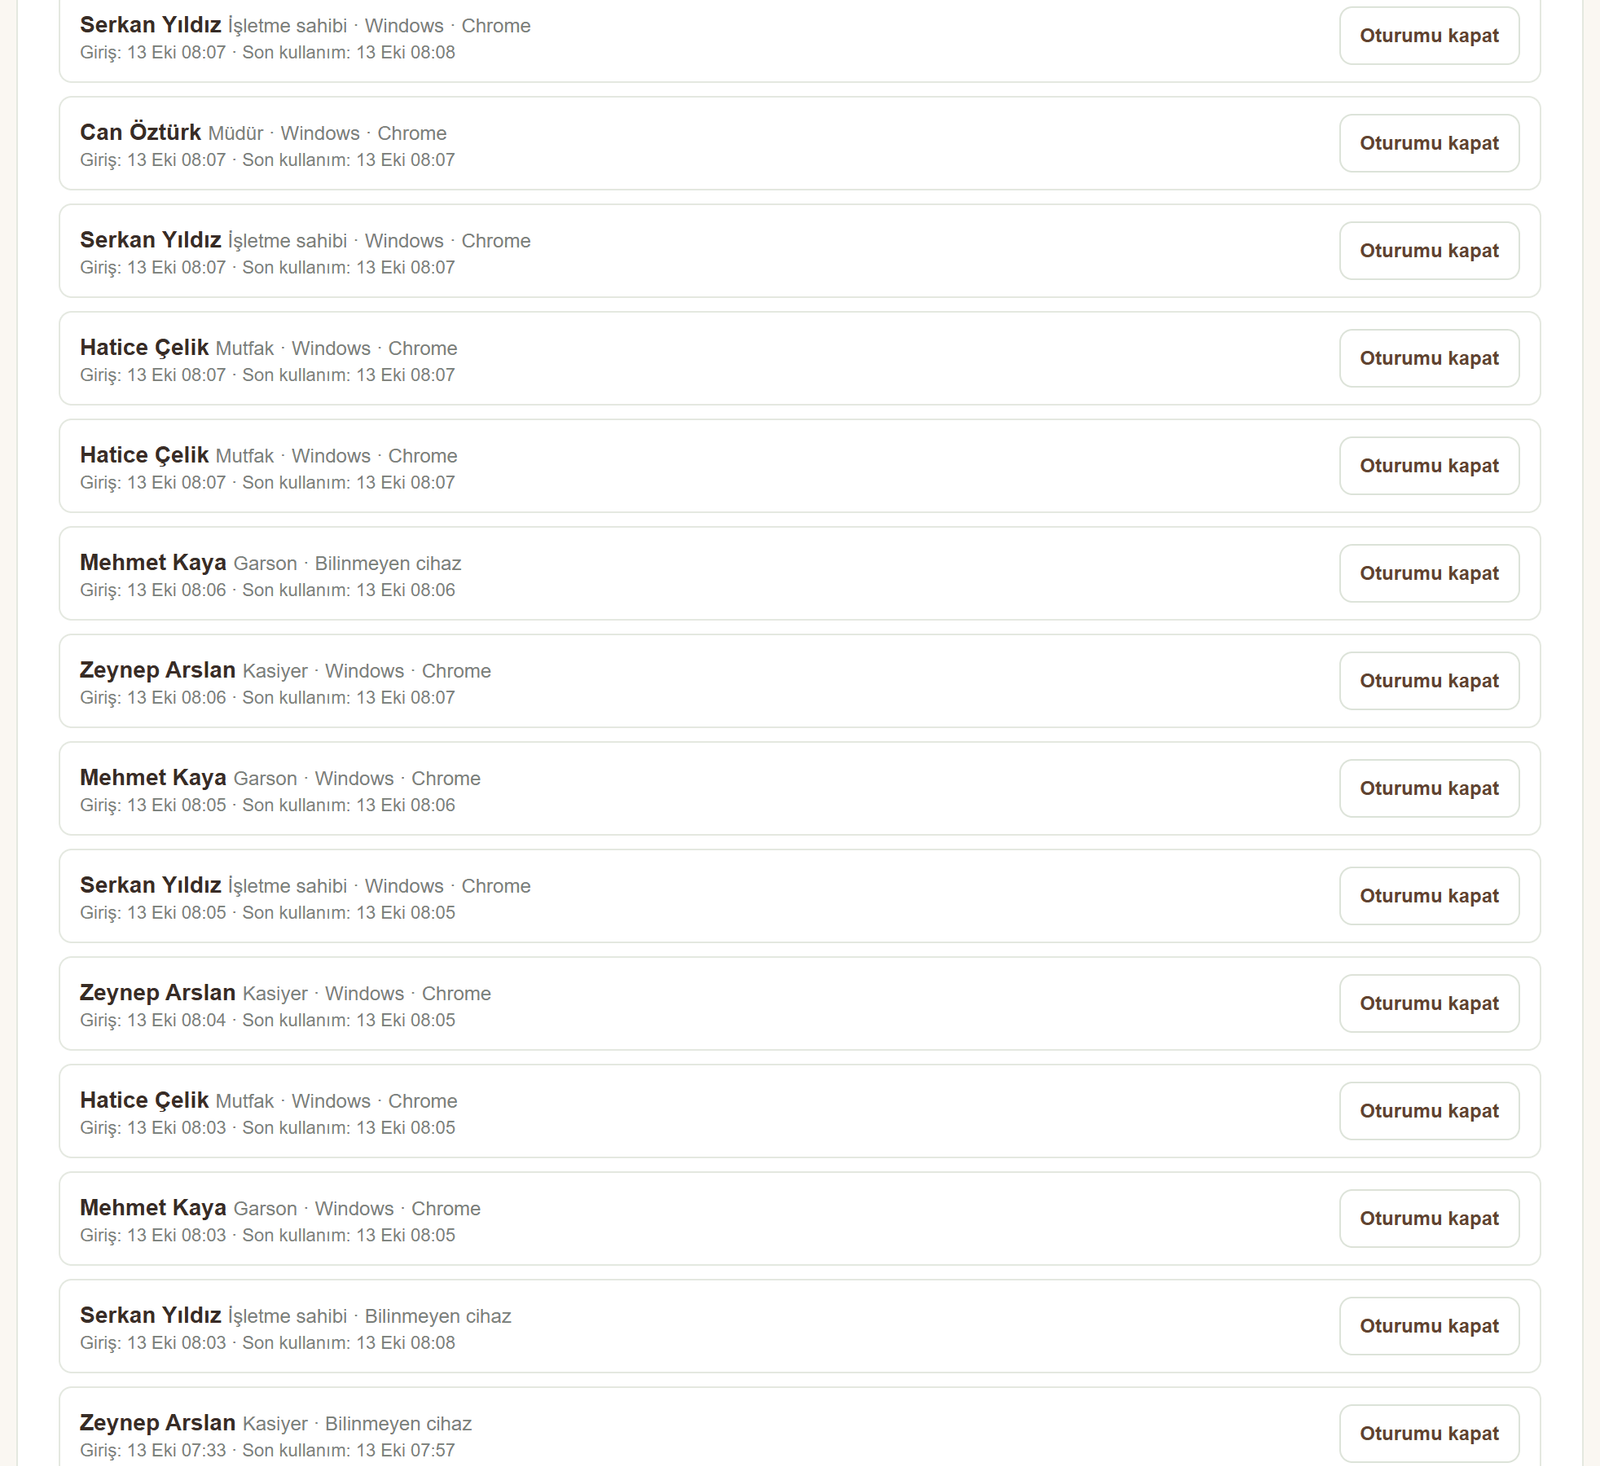 Serkan Yıldız İşletme sahibi · Windows · Chrome
Giriş: 13 Eki 08:07 · Son kullanım: 13 Eki 08:08
Oturumu kapat
Can Öztürk Müdür · Windows · Chrome
Giriş: 13 Eki 08:07 · Son kullanım: 13 Eki 08:07
Oturumu kapat
Serkan Yıldız İşletme sahibi · Windows · Chrome
Giriş: 13 Eki 08:07 · Son kullanım: 13 Eki 08:07
Oturumu kapat
Hatice Çelik Mutfak · Windows · Chrome
Giriş: 13 Eki 08:07 · Son kullanım: 13 Eki 08:07
Oturumu kapat
Hatice Çelik Mutfak · Windows · Chrome
Giriş: 13 Eki 08:07 · Son kullanım: 13 Eki 08:07
Oturumu kapat
Mehmet Kaya Garson · Bilinmeyen cihaz
Giriş: 13 Eki 08:06 · Son kullanım: 13 Eki 08:06
Oturumu kapat
Zeynep Arslan Kasiyer · Windows · Chrome
Giriş: 13 Eki 08:06 · Son kullanım: 13 Eki 08:07
Oturumu kapat
Mehmet Kaya Garson · Windows · Chrome
Giriş: 13 Eki 08:05 · Son kullanım: 13 Eki 08:06
Oturumu kapat
Serkan Yıldız İşletme sahibi · Windows · Chrome
Giriş: 13 Eki 08:05 · Son kullanım: 13 Eki 08:05
Oturumu kapat
Zeynep Arslan Kasiyer · Windows · Chrome
Giriş: 13 Eki 08:04 · Son kullanım: 13 Eki 08:05
Oturumu kapat
Hatice Çelik Mutfak · Windows · Chrome
Giriş: 13 Eki 08:03 · Son kullanım: 13 Eki 08:05
Oturumu kapat
Mehmet Kaya Garson · Windows · Chrome
Giriş: 13 Eki 08:03 · Son kullanım: 13 Eki 08:05
Oturumu kapat
Serkan Yıldız İşletme sahibi · Bilinmeyen cihaz
Giriş: 13 Eki 08:03 · Son kullanım: 13 Eki 08:08
Oturumu kapat
Zeynep Arslan Kasiyer · Bilinmeyen cihaz
Giriş: 13 Eki 07:33 · Son kullanım: 13 Eki 07:57
Oturumu kapat